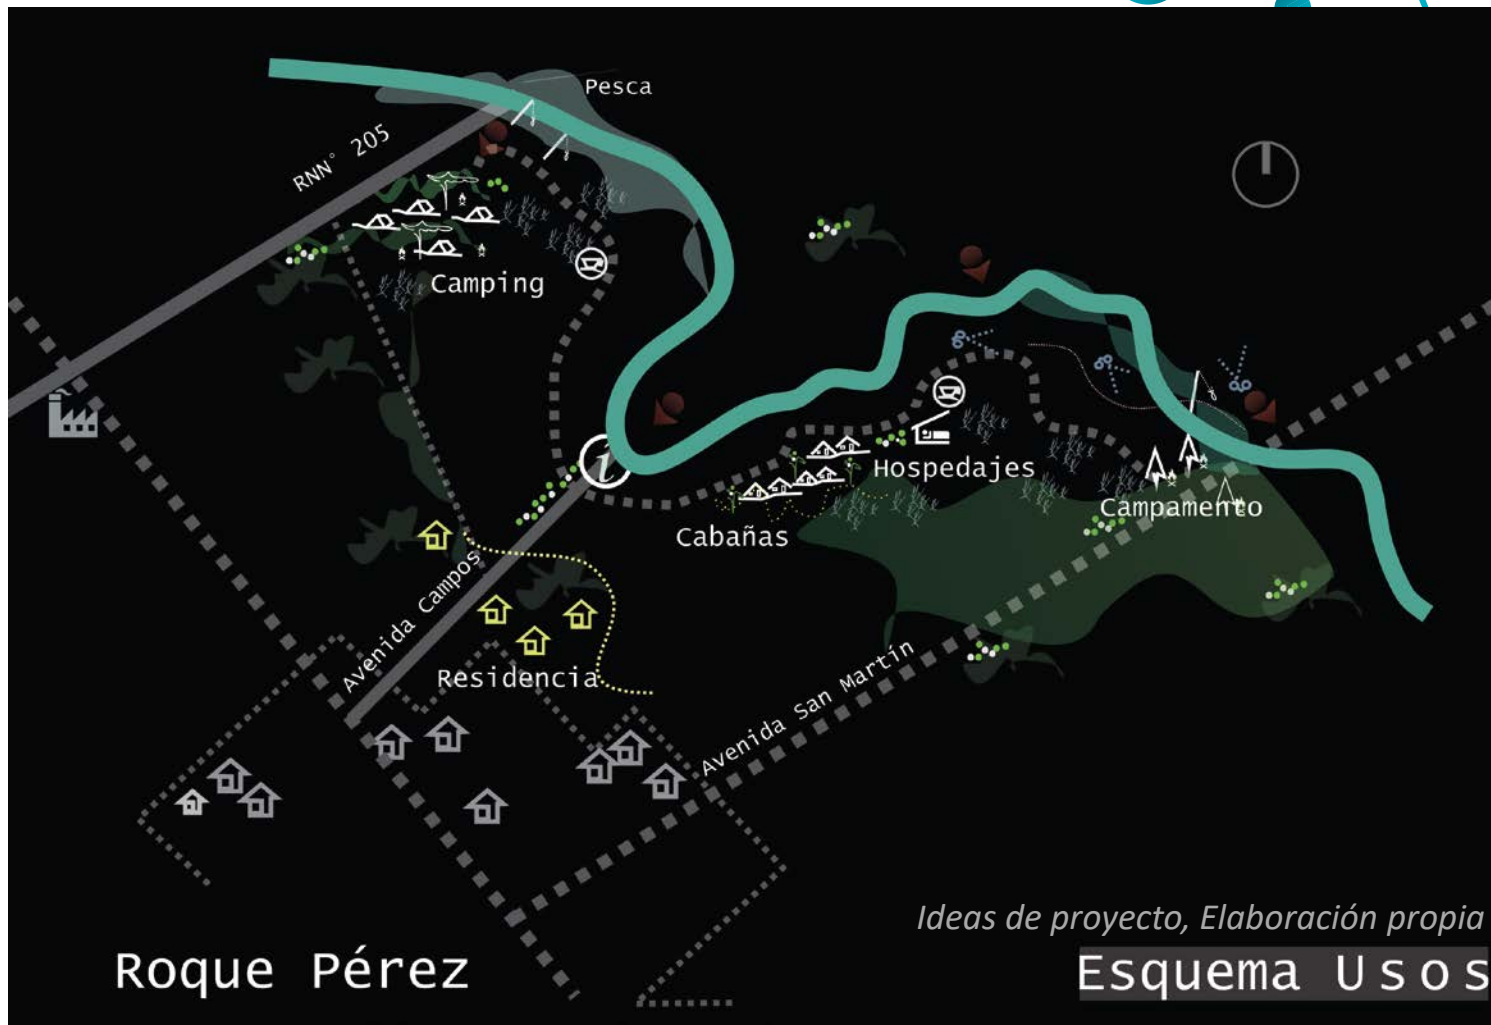 Pesca
RNN° 205
Camping
i
Hospedajes
Campamento
Cabañas
Avenida Campos
Residencia
Avenida San Martín
Ideas de proyecto, Elaboración propia
Roque Pérez
Esquema Usos